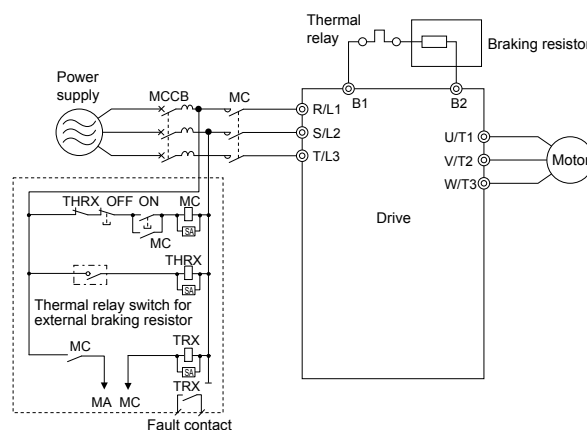 Thermal
relay
Braking resistor
B1
B2
Power
supply
MCCB
MC
R/L1
S/L2
T/L3
U/T1
V/T2
W/T3
Motor
Drive
THRX
OFF
ON
MC
SA
MC
THRX
SA
Thermal relay switch for
external braking resistor
MC
TRX
SA
MA
MC
TRX
Fault contact